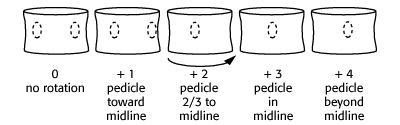 0
no rotation
+ 1
pedicle
toward
midline
+ 2
pedicle
2/3 to
midline
+ 3
pedicle
in
midline
+ 4
pedicle
beyond
midline